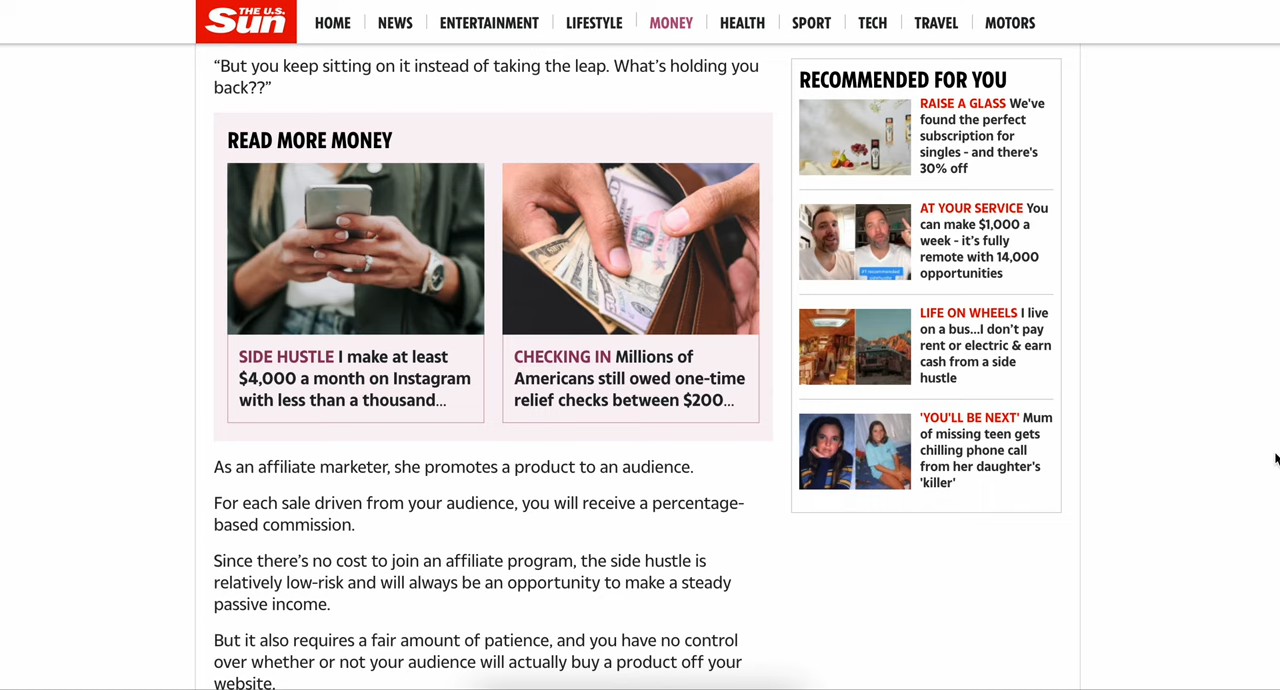 THE U.S.
Sun
HOME
NEWS
ENTERTAINMENT
LIFESTYLE
MONEY
HEALTH
SPORT
TECH
TRAVEL
MOTORS
“But you keep sitting on it instead of taking the leap. What’s holding you
back??”
READ MORE MONEY
SIDE HUSTLE I make at least
$4,000 a month on Instagram
with less than a thousand...
CHECKING IN Millions of
Americans still owed one-time
relief checks between $200...
As an affiliate marketer, she promotes a product to an audience.
For each sale driven from your audience, you will receive a percentage-
based commission.
Since there’s no cost to join an affiliate program, the side hustle is
relatively low-risk and will always be an opportunity to make a steady
passive income.
But it also requires a fair amount of patience, and you have no control
over whether or not your audience will actually buy a product off your
website.
RECOMMENDED FOR YOU
RAISE A GLASS We've
found the perfect
subscription for
singles - and there's
30% off
AT YOUR SERVICE You
can make $1,000 a
week - it’s fully
remote with 14,000
opportunities
LIFE ON WHEELS I live
on a bus...I don’t pay
rent or electric & earn
cash from a side
hustle
'YOU'LL BE NEXT' Mum
of missing teen gets
chilling phone call
from her daughter's
'killer'